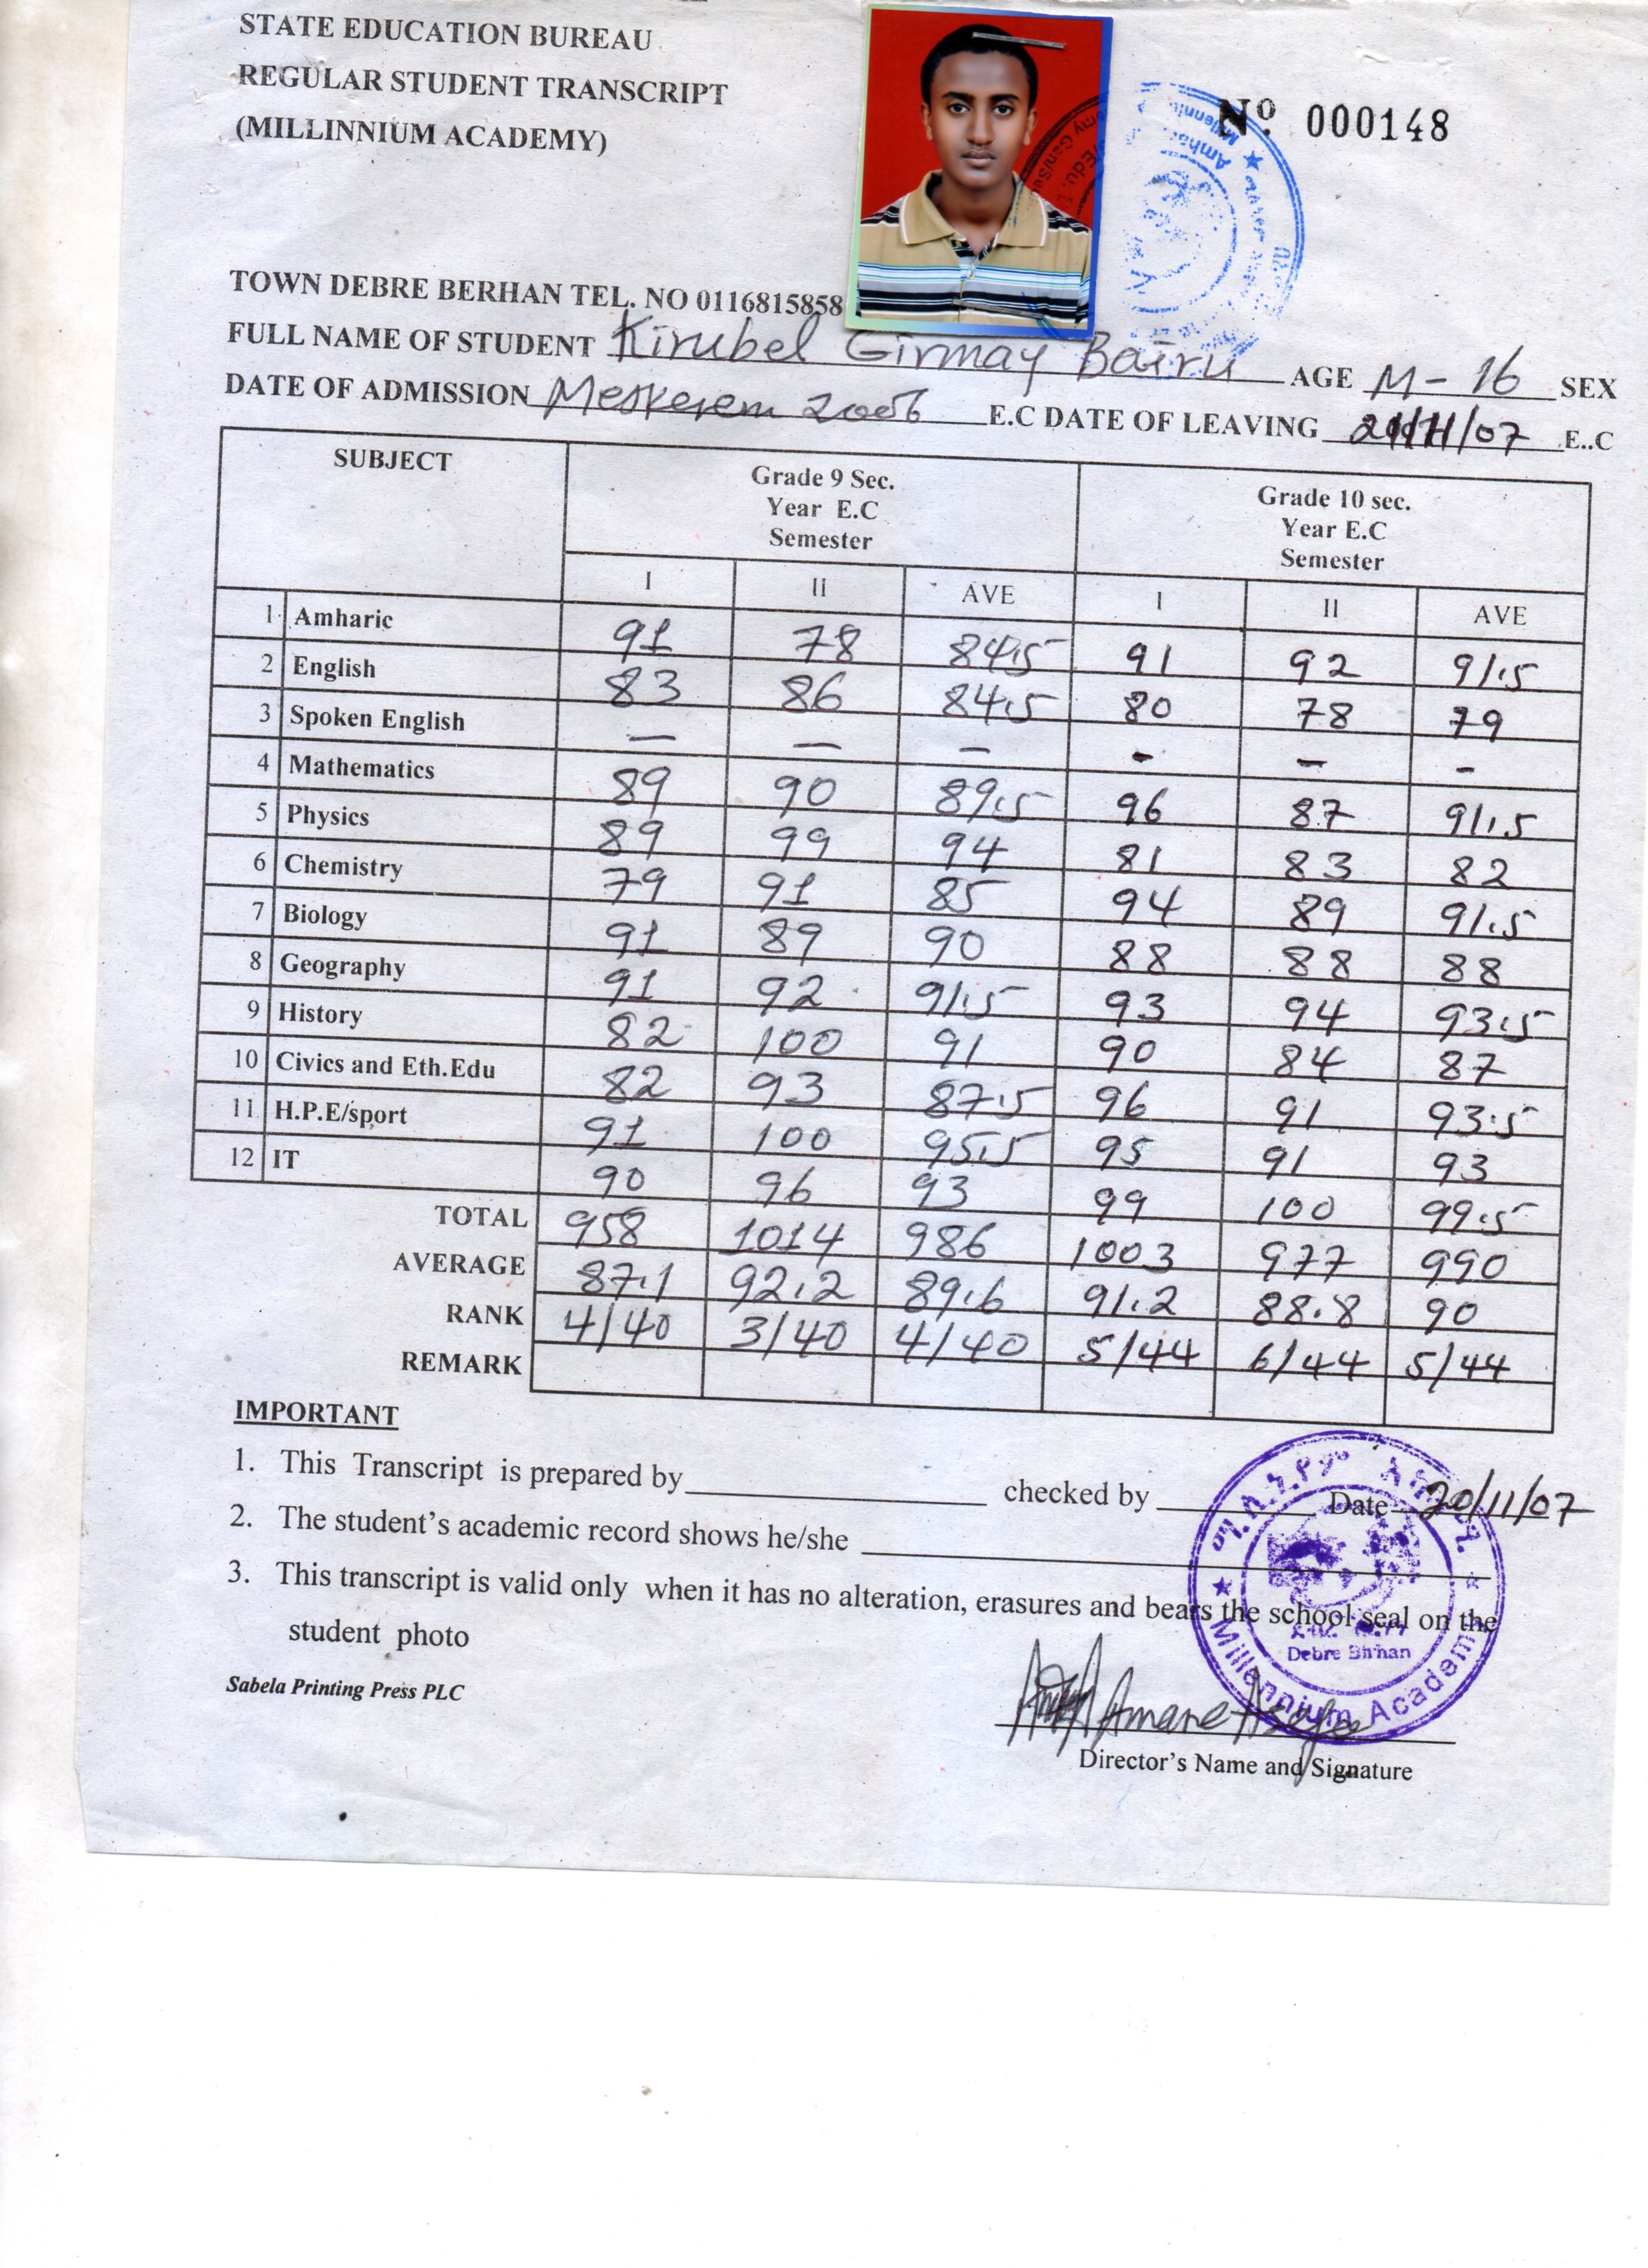 STATE EDUCATION BUREAU
REGULAR STUDENT TRANSCRIPT
(MILLINNIUM ACADEMY)
Nº 000148
TOWN DEBRE BERHAN TEL. NO 0116815858
FULL NAME OF STUDENT Kirubel Girmay Bairu AGE M-16 SEX
DATE OF ADMISSION Meskerem 2006 E.C DATE OF LEAVING /11/07 E..C
SUBJECT Grade 9 Sec. Grade 10 sec.
Year E.C Year E.C
Semester Semester
I II AVE I II AVE
1 Amharic 91 78 84.5 91 92 91.5
2 English 83 86 84.5 80 78 79
3 Spoken English — — – - – -
4 Mathematics 89 90 89.5 96 87 91.5
5 Physics 89 99 94 81 83 82
6 Chemistry 79 91 85 94 89 91.5
7 Biology 91 89 90 88 88 88
8 Geography 91 92 91.5 93 94 93.5
9 History 82 100 91 90 84 87
10 Civics and Eth.Edu 82 93 87.5 96 91 93.5
11 H.P.E/sport 91 100 95.5 95 91 93
12 IT 90 96 93 99 100 99.5
TOTAL 958 1014 986 1003 977 990
AVERAGE 87.1 92.2 89.6 91.2 88.8 90
RANK 4/40 3/40 4/40 5/44 6/44 5/44
REMARK
IMPORTANT
1. This Transcript is prepared by checked by Date 20/11/07
2. The student's academic record shows he/she
3. This transcript is valid only when it has no alteration, erasures and bears the school seal on the
student photo
Sabela Printing Press PLC
ሚሊኒየም አካዳሚ
Debre Birhan
Millennium Academy
Amane Asefa
Director's Name and Signature